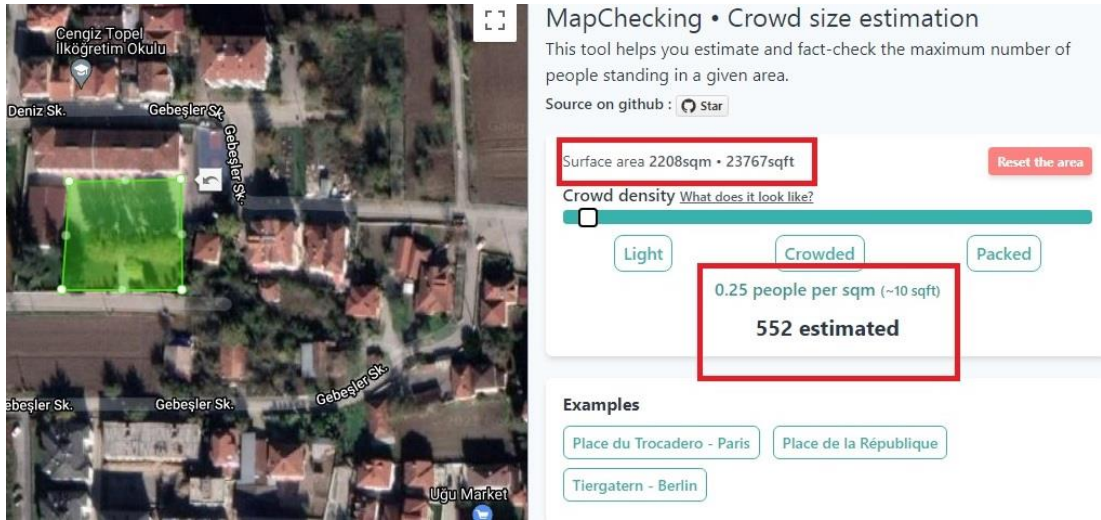 Cengiz Topel
İlköğretim Okulu
Deniz Sk.
Gebeşler Sk.
Gebeşler Sk.
Gebeşler Sk.
ebeşler Sk.
Gebeşler Sk.
Uğu Market
MapChecking • Crowd size estimation
This tool helps you estimate and fact-check the maximum number of
people standing in a given area.
Source on github : Star
Surface area 2208sqm • 23767sqft
Reset the area
Crowd density What does it look like?
Light Crowded Packed
0.25 people per sqm (~10 sqft)
552 estimated
Examples
Place du Trocadero - Paris Place de la République
Tiergatern - Berlin